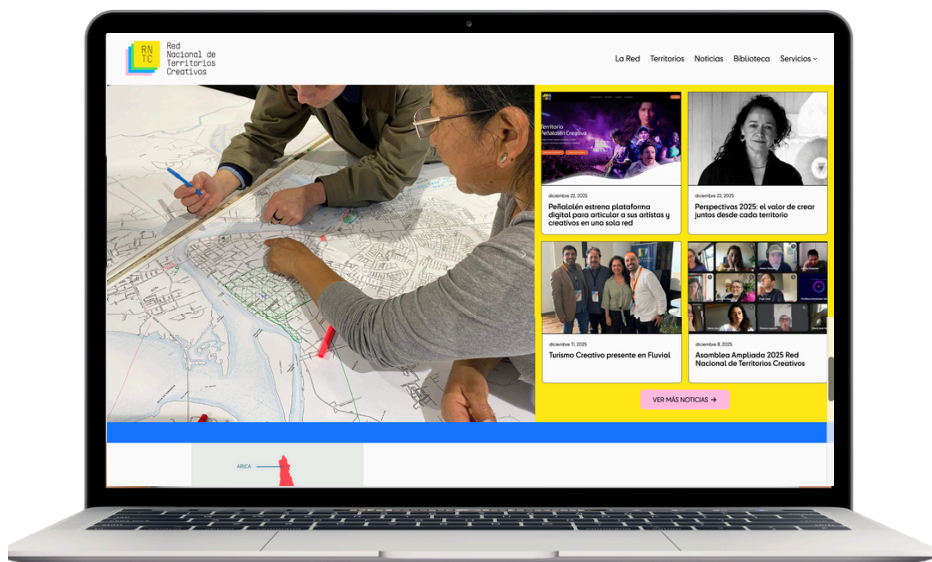 RN
TC
Red
Nacional de
Territorios
Creativos
La Red
Territorios
Noticias
Biblioteca
Servicios
Territorio
Peñalolén Creativa
diciembre 22, 2025
Peñalolén estrena plataforma
digital para articular a sus artistas y
creativos en una sola red
diciembre 22, 2025
Perspectivas 2025: el valor de crear
juntos desde cada territorio
diciembre 11, 2025
Turismo Creativo presente en Fluvial
diciembre 8, 2025
Asamblea Ampliada 2025 Red
Nacional de Territorios Creativos
VER MÁS NOTICIAS →
ARICA